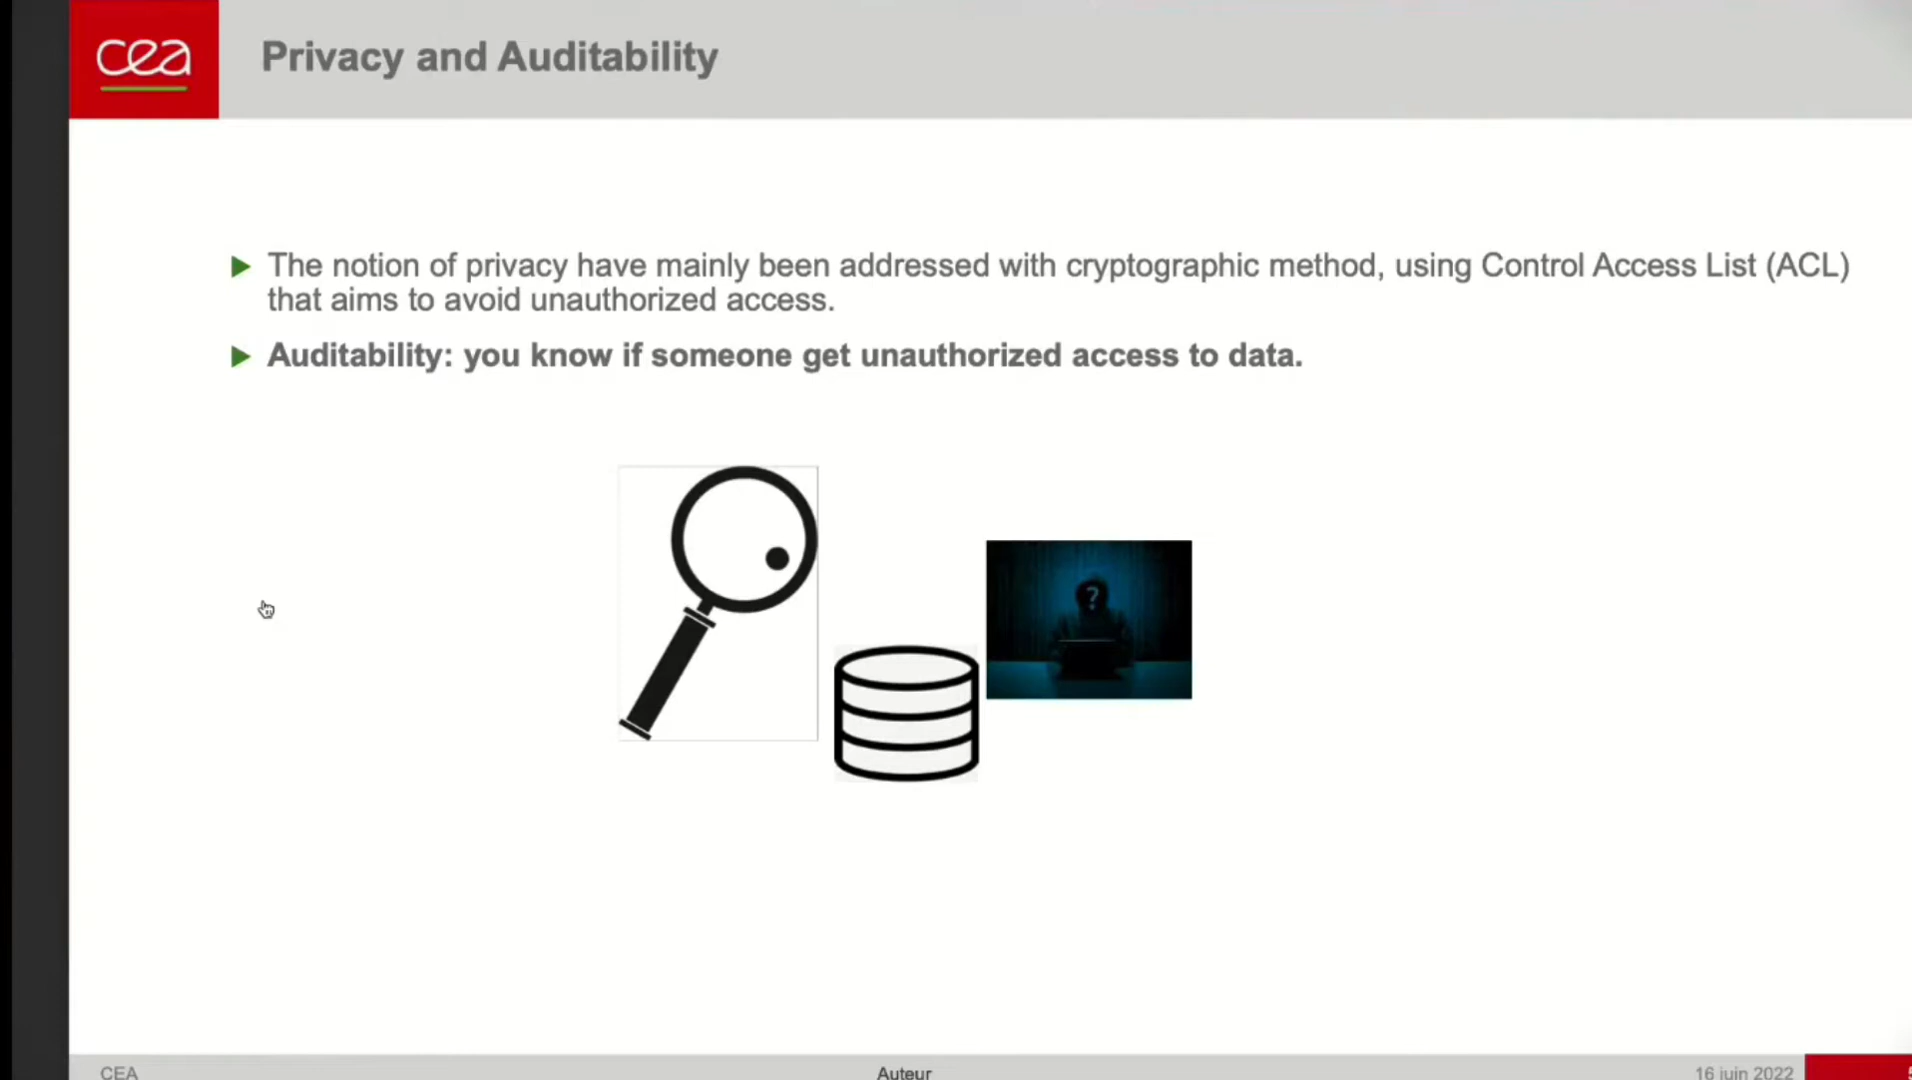 cea
Privacy and Auditability
The notion of privacy have mainly been addressed with cryptographic method, using Control Access List (ACL)
that aims to avoid unauthorized access.
Auditability: you know if someone get unauthorized access to data.
?
CEA
Auteur
16 juin 2022